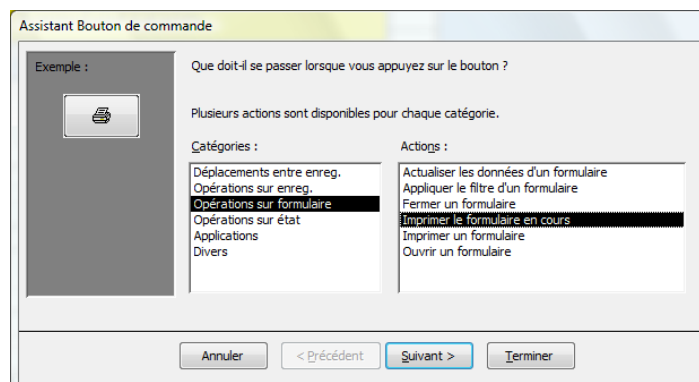 Assistant Bouton de commande
Exemple :
Que doit-il se passer lorsque vous appuyez sur le bouton ?
Plusieurs actions sont disponibles pour chaque catégorie.
Catégories :
Déplacements entre enreg.
Opérations sur enreg.
Opérations sur formulaire
Opérations sur état
Applications
Divers
Actions :
Actualiser les données d'un formulaire
Appliquer le filtre d'un formulaire
Fermer un formulaire
Imprimer le formulaire en cours
Imprimer un formulaire
Ouvrir un formulaire
Annuler
< Précédent
Suivant >
Terminer